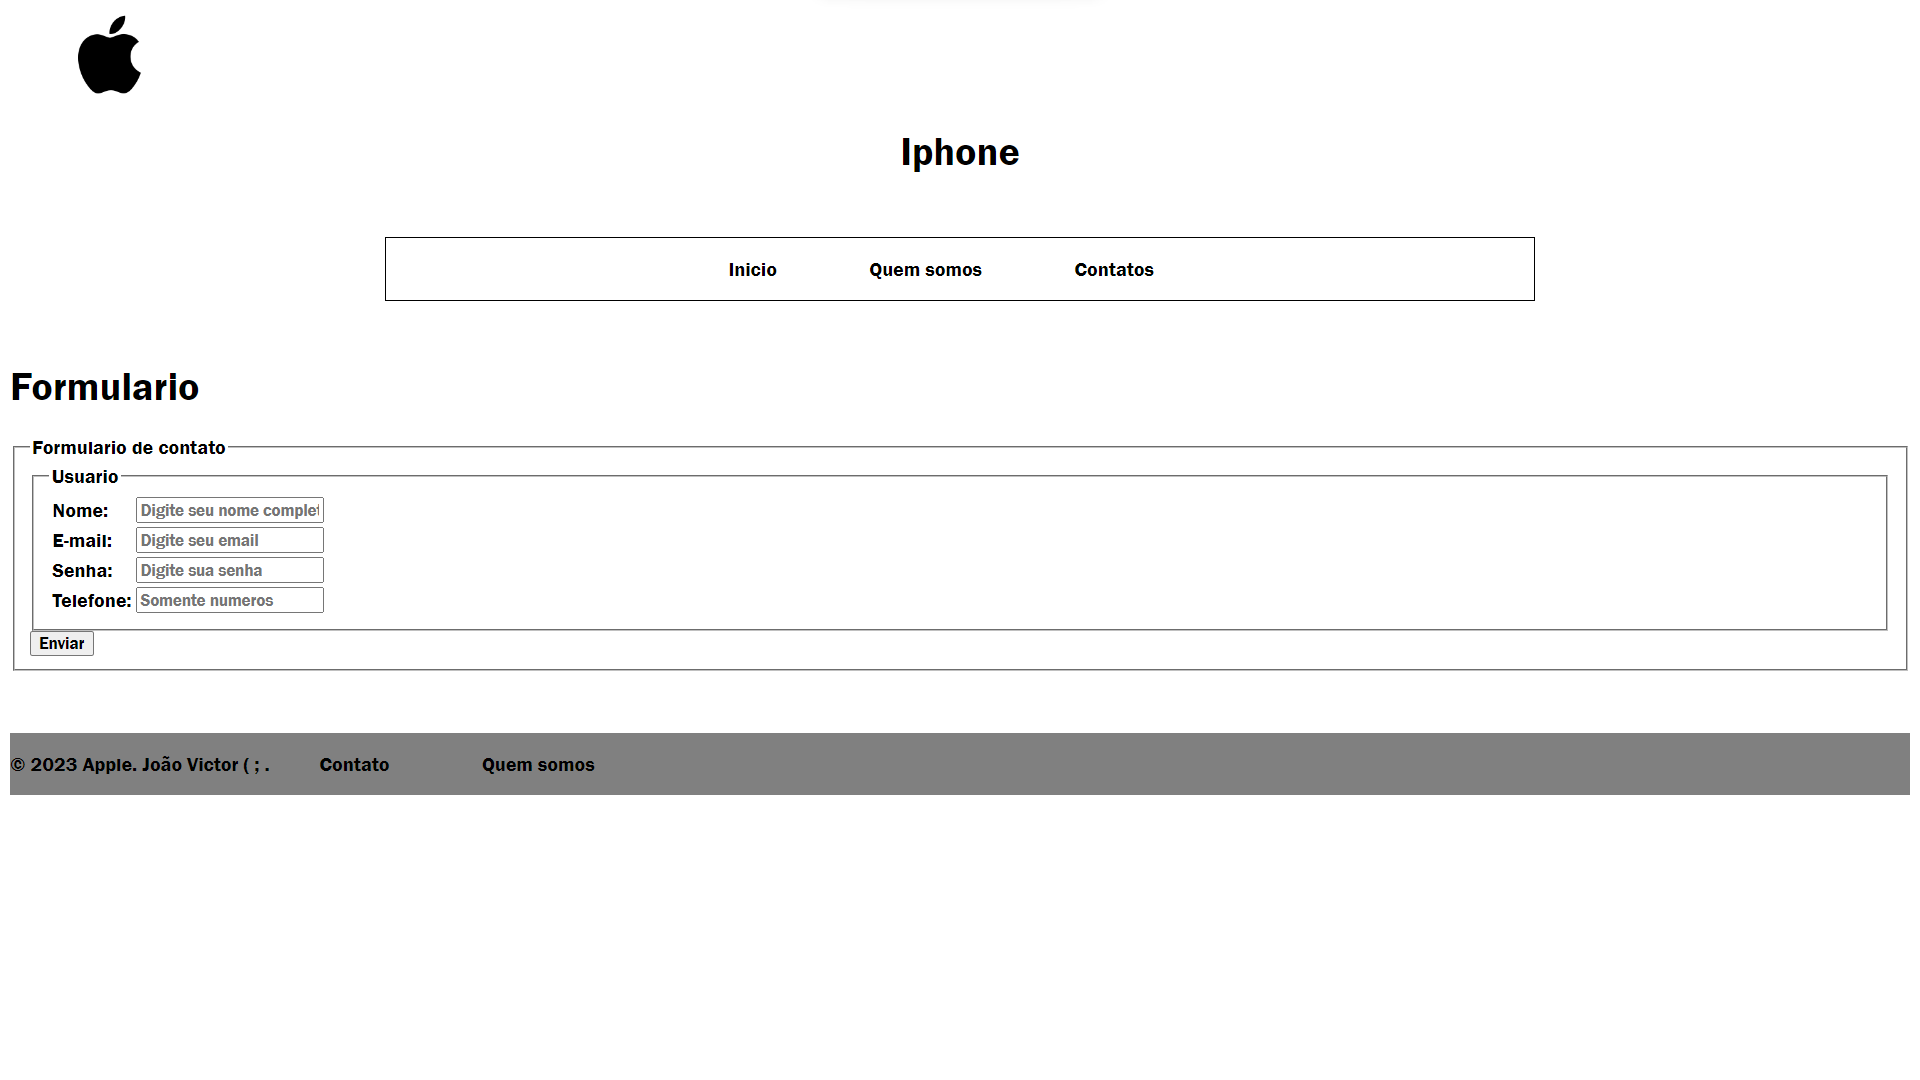 Iphone
Inicio Quem somos Contatos
Formulario
Formulario de contato
Usuario
Nome: Digite seu nome complet
E-mail: Digite seu email
Senha: Digite sua senha
Telefone: Somente numeros
Enviar
© 2023 Apple. João Victor ( ; . Contato Quem somos